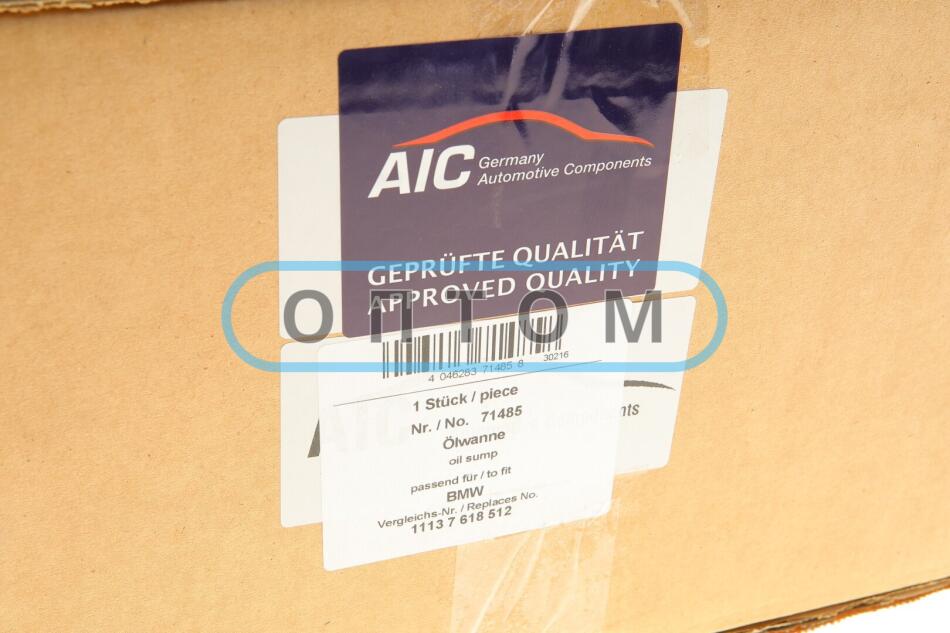 AIC Germany
Automotive Components
GEPRÜFTE QUALITÄT
APPROVED QUALITY
ОПТОМ
4 046283 71485 8
30216
1 Stück / piece
Nr. / No. 71485
Ölwanne
oil sump
passend für / to fit
BMW
Vergleichs-Nr. / Replaces No.
1113 7 618 512